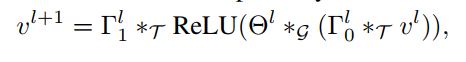 v^{l+1} = Γ_1^l *_𝒯 ReLU(Θ^l *_𝒢 (Γ_0^l *_𝒯 v^l)),